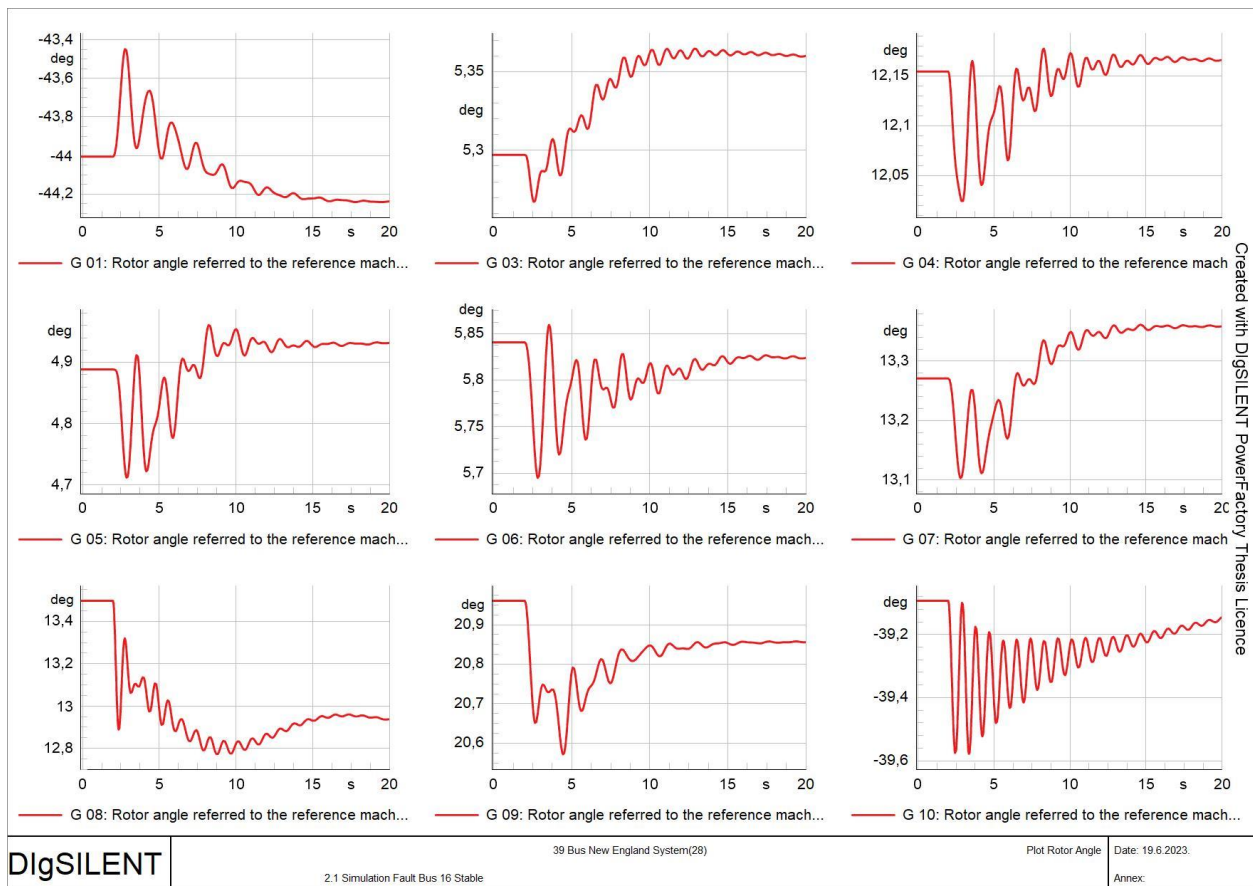 -43,4
deg
-43,6
-43,8
-44
-44,2
0 5 10 15 s 20
G 01: Rotor angle referred to the reference mach...
5,35
deg
5,3
0 5 10 15 s 20
G 03: Rotor angle referred to the reference mach...
deg
12,15
12,1
12,05
0 5 10 15 s 20
G 04: Rotor angle referred to the reference mach
deg
4,9
4,8
4,7
0 5 10 15 s 20
G 05: Rotor angle referred to the reference mach...
deg
5,85
5,8
5,75
5,7
0 5 10 15 s 20
G 06: Rotor angle referred to the reference mach...
deg
13,3
13,2
13,1
0 5 10 15 s 20
G 07: Rotor angle referred to the reference mach
deg
13,4
13,2
13
12,8
0 5 10 15 s 20
G 08: Rotor angle referred to the reference mach...
deg
20,9
20,8
20,7
20,6
0 5 10 15 s 20
G 09: Rotor angle referred to the reference mach...
deg
-39,2
-39,4
-39,6
0 5 10 15 s 20
G 10: Rotor angle referred to the reference mach...
Created with DIgSILENT PowerFactory Thesis Licence
DIgSILENT
39 Bus New England System(28)
2.1 Simulation Fault Bus 16 Stable
Plot Rotor Angle
Date: 19.6.2023.
Annex: